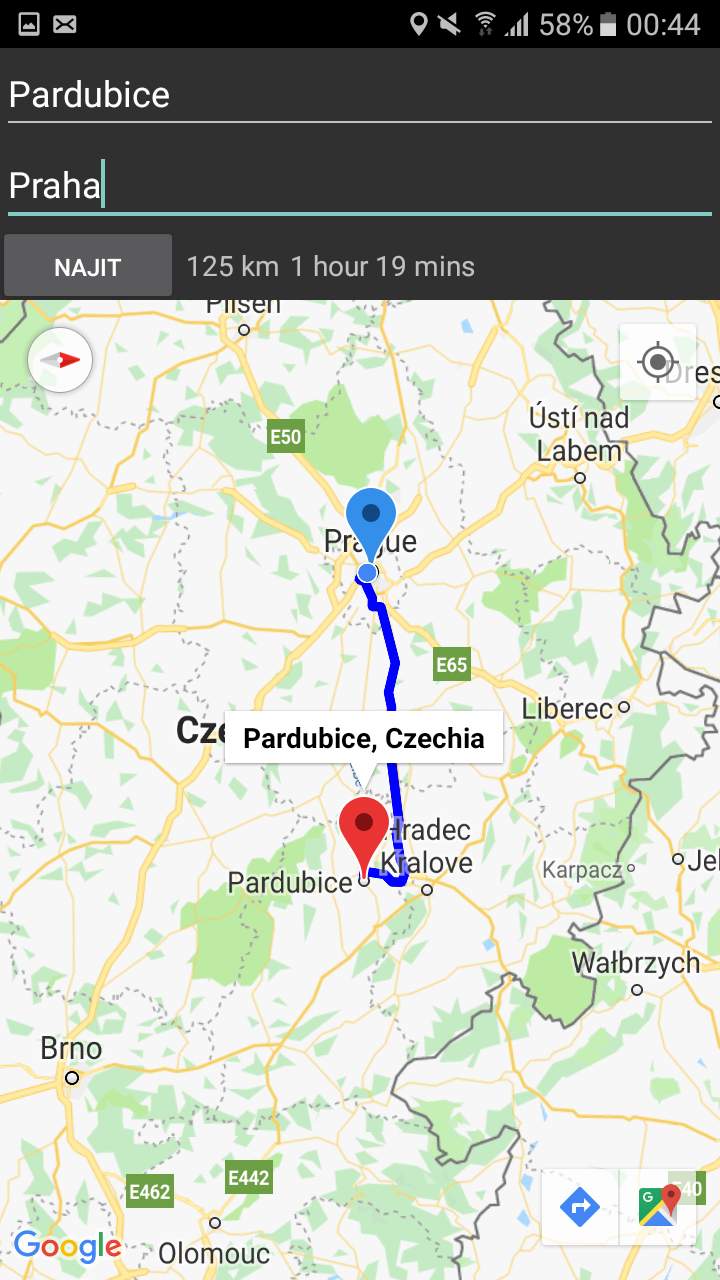 58% 00:44
Pardubice
Praha
NAJIT 125 km 1 hour 19 mins
Pilsen
Dres
Ústí nad
Labem
E50
Prague
E65
Liberec
Cze
Pardubice, Czechia
Hradec
Kralove
Karpacz
Jel
Pardubice
Wałbrzych
Brno
E442
E462
E40
Google
Olomouc